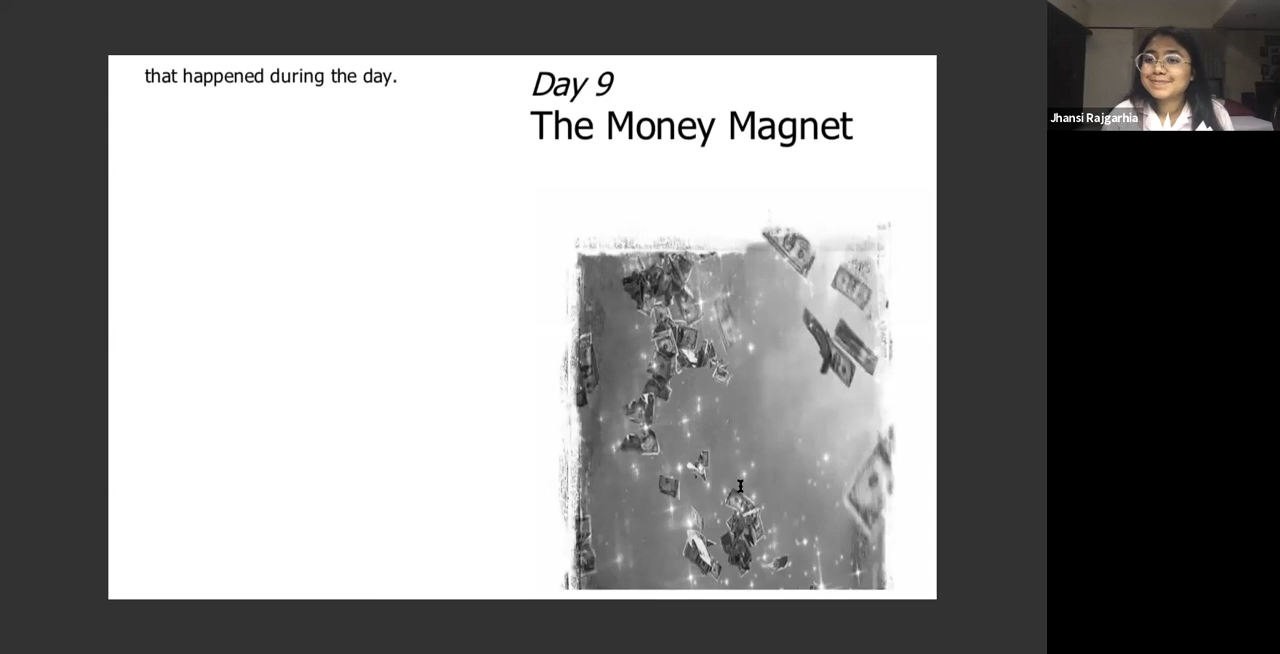 that happened during the day.
Day 9
The Money Magnet
Jhansi Rajgarhia